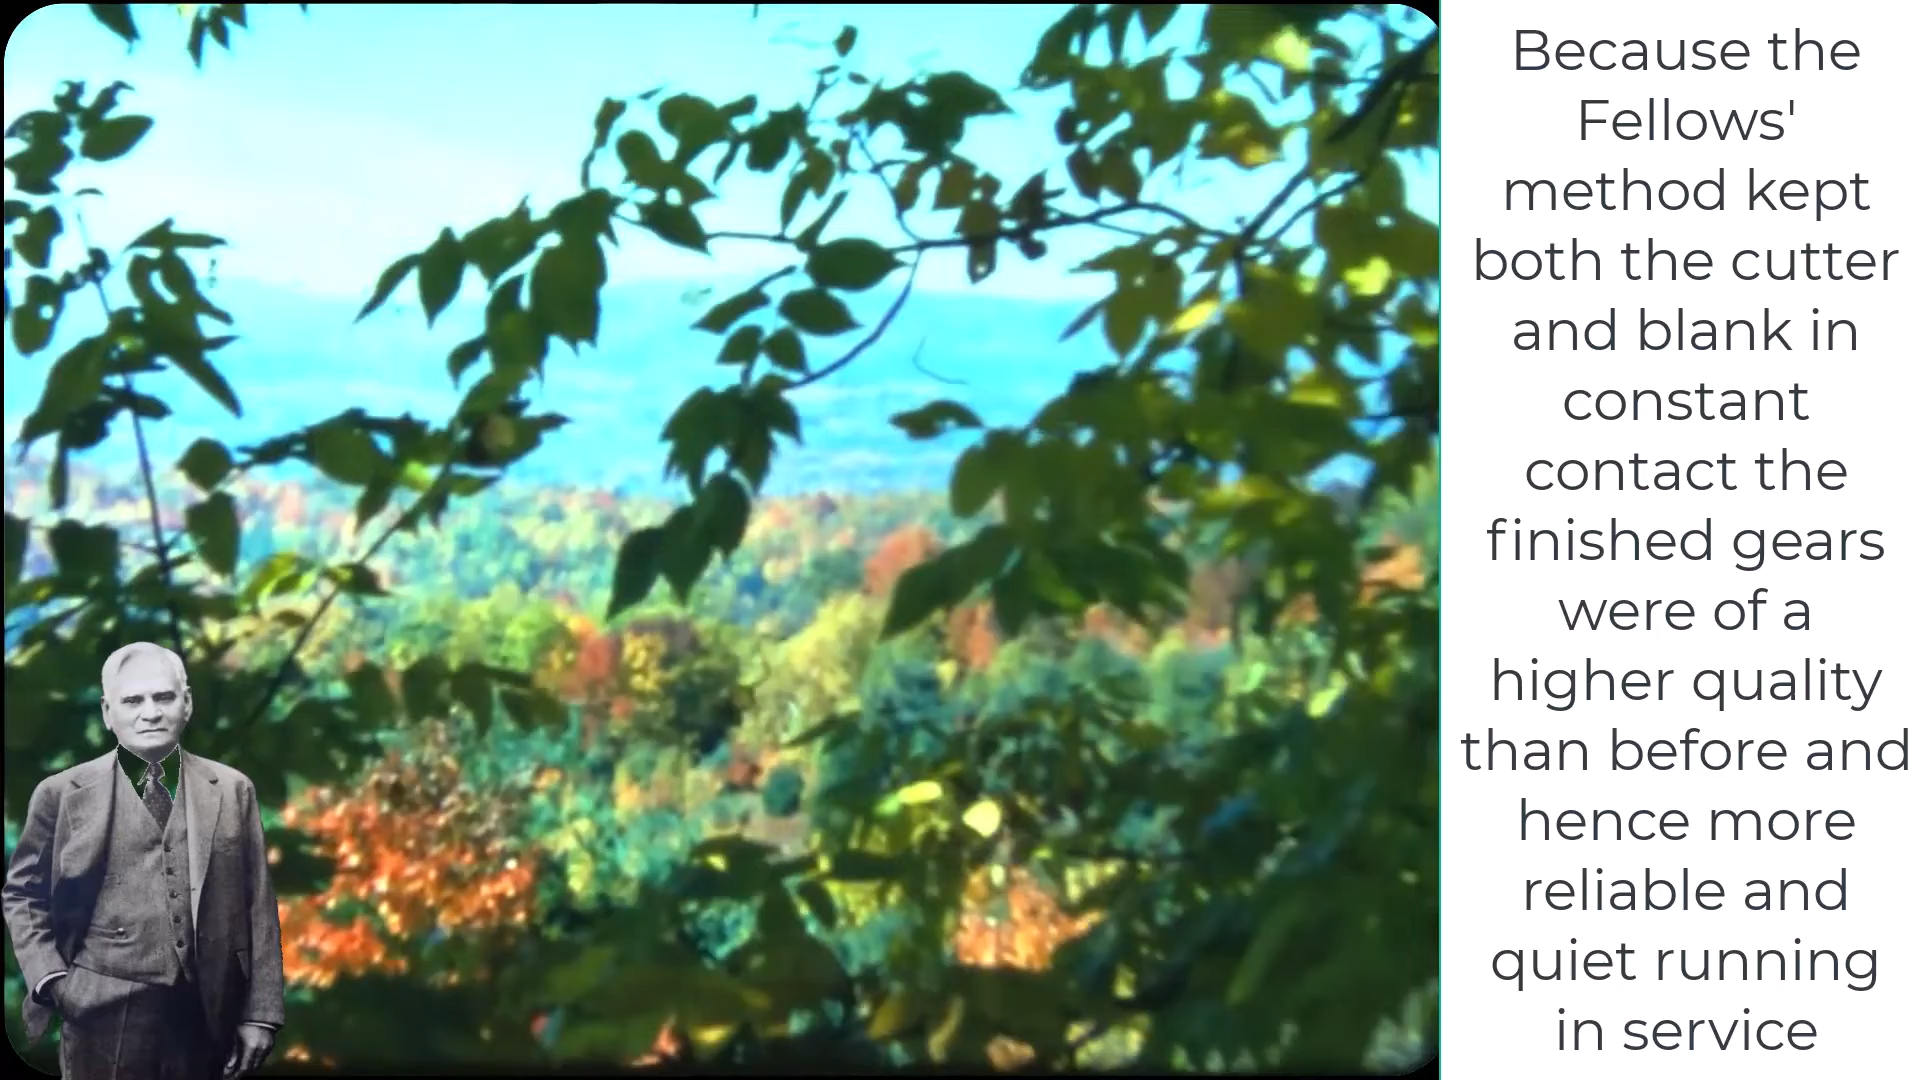 Because the
Fellows'
method kept
both the cutter
and blank in
constant
contact the
finished gears
were of a
higher quality
than before and
hence more
reliable and
quiet running
in service